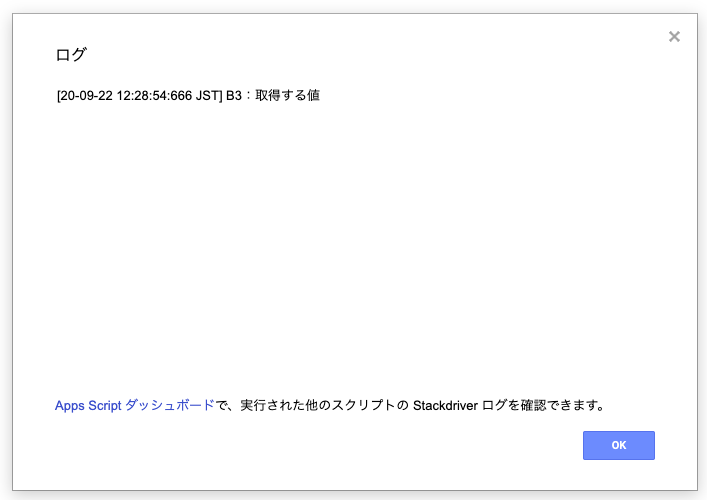 ログ
[20-09-22 12:28:54:666 JST] B3：取得する値
Apps Script ダッシュボードで、実行された他のスクリプトの Stackdriver ログを確認できます。
OK